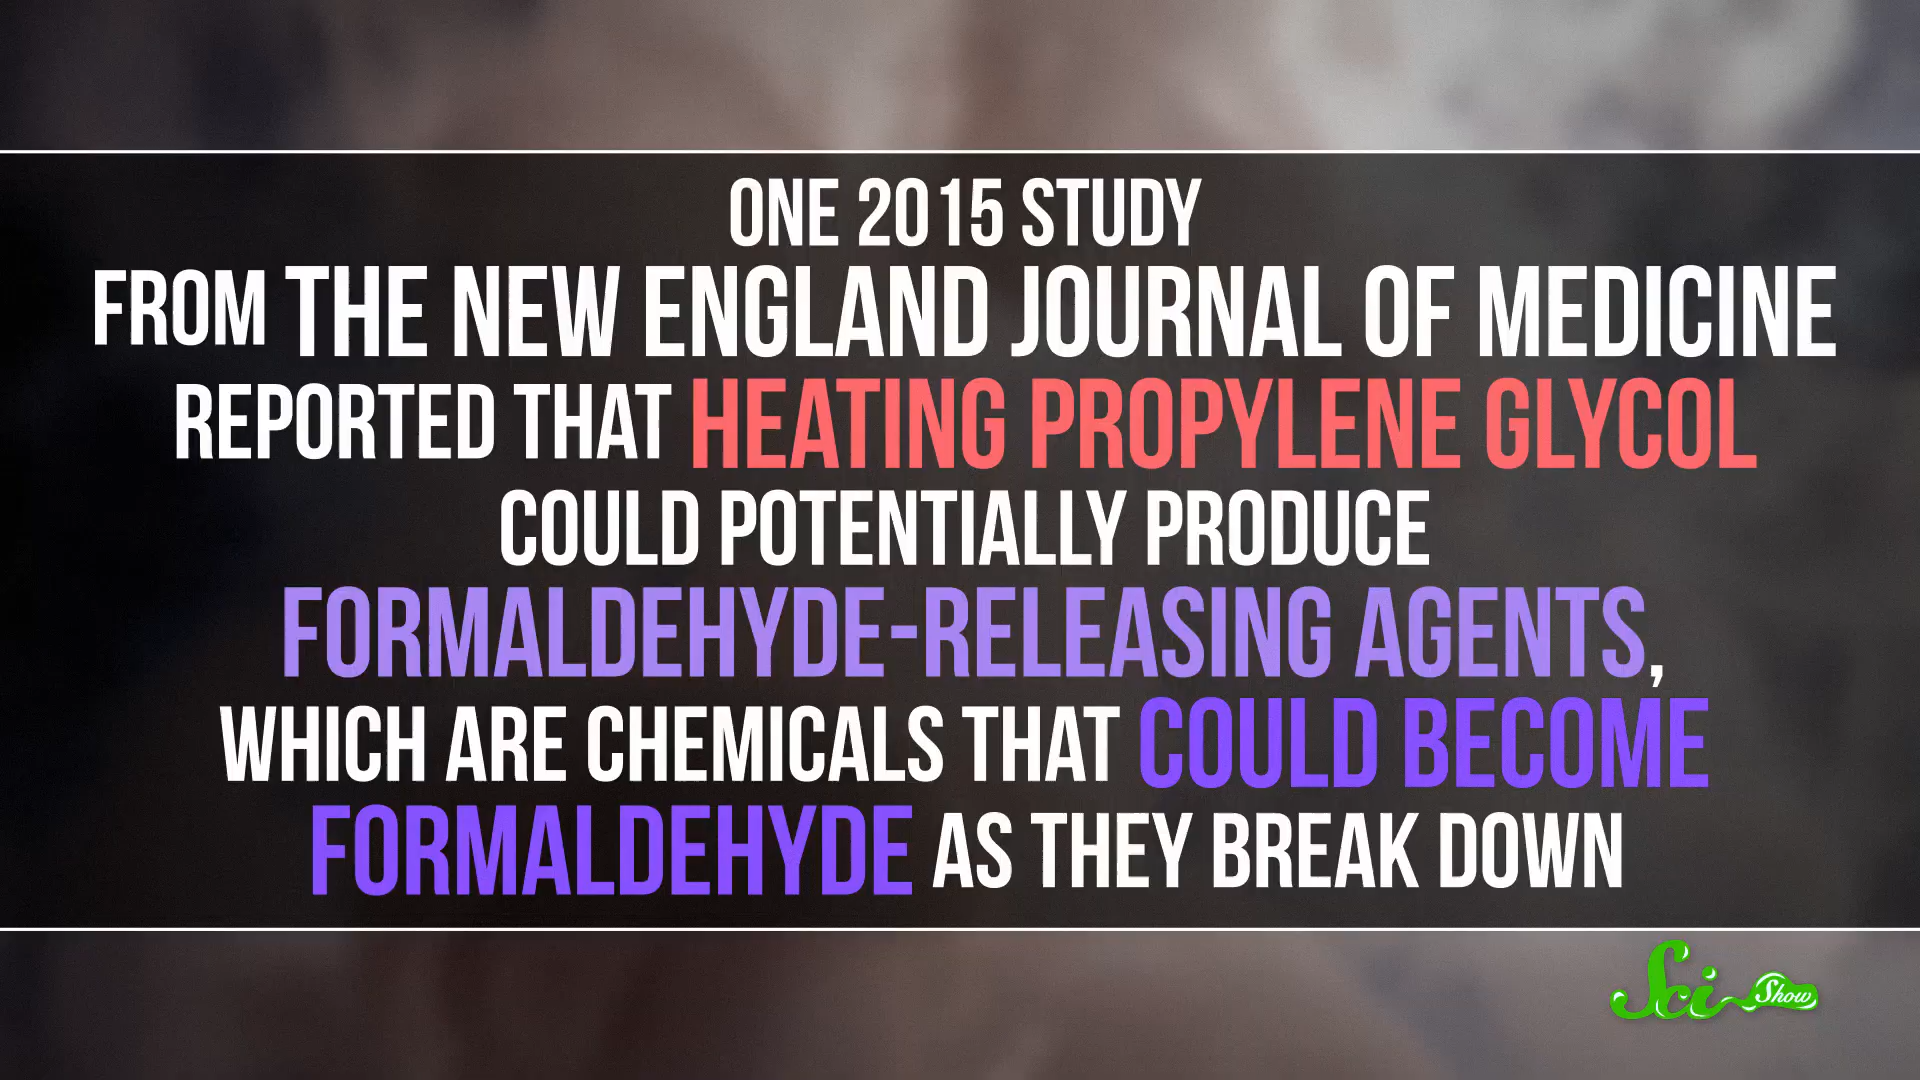 ONE 2015 STUDY
FROM THE NEW ENGLAND JOURNAL OF MEDICINE
REPORTED THAT HEATING PROPYLENE GLYCOL
COULD POTENTIALLY PRODUCE
FORMALDEHYDE-RELEASING AGENTS,
WHICH ARE CHEMICALS THAT COULD BECOME
FORMALDEHYDE AS THEY BREAK DOWN
Sci Show